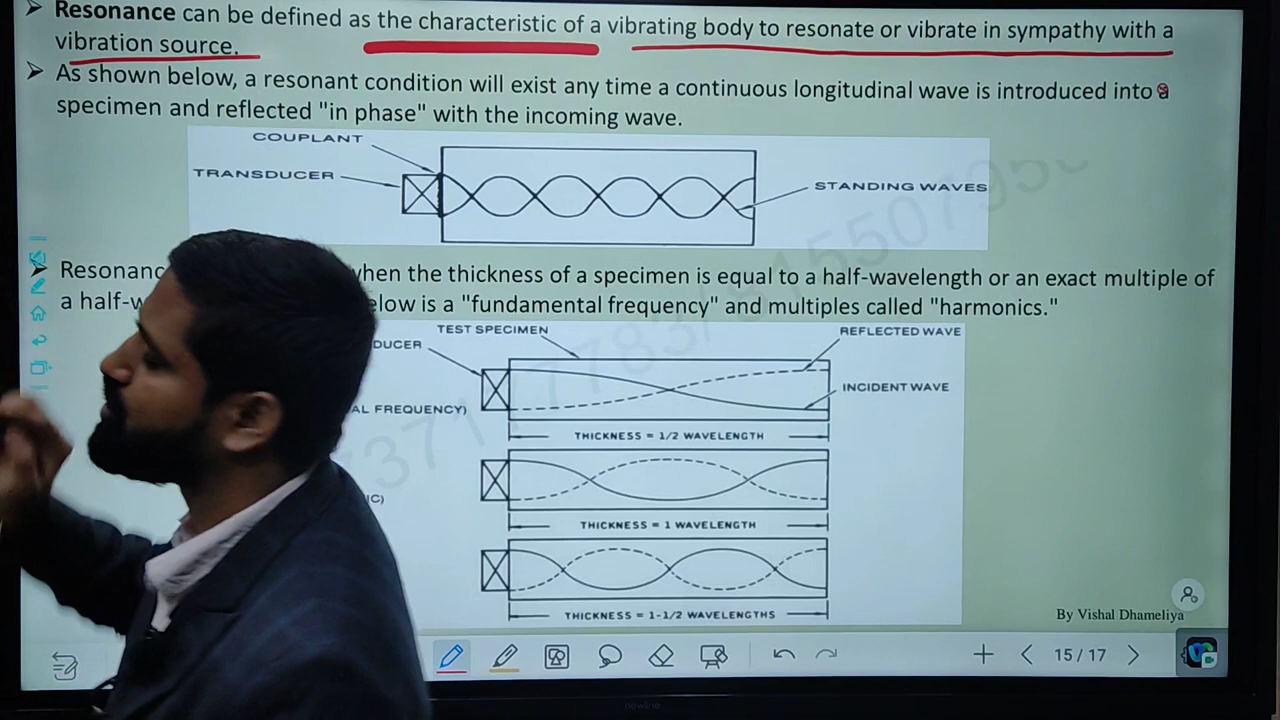 ➤ Resonance can be defined as the characteristic of a vibrating body to resonate or vibrate in sympathy with a
vibration source.
➤ As shown below, a resonant condition will exist any time a continuous longitudinal wave is introduced into a
specimen and reflected "in phase" with the incoming wave.
COUPLANT
TRANSDUCER
STANDING WAVES
➤ Resonanc when the thickness of a specimen is equal to a half-wavelength or an exact multiple of
a half-w elow is a "fundamental frequency" and multiples called "harmonics."
TEST SPECIMEN
REFLECTED WAVE
DUCER
INCIDENT WAVE
AL FREQUENCY)
THICKNESS = 1/2 WAVELENGTH
IC)
THICKNESS = 1 WAVELENGTH
THICKNESS = 1-1/2 WAVELENGTHS
By Vishal Dhameliya
15 / 17
newline